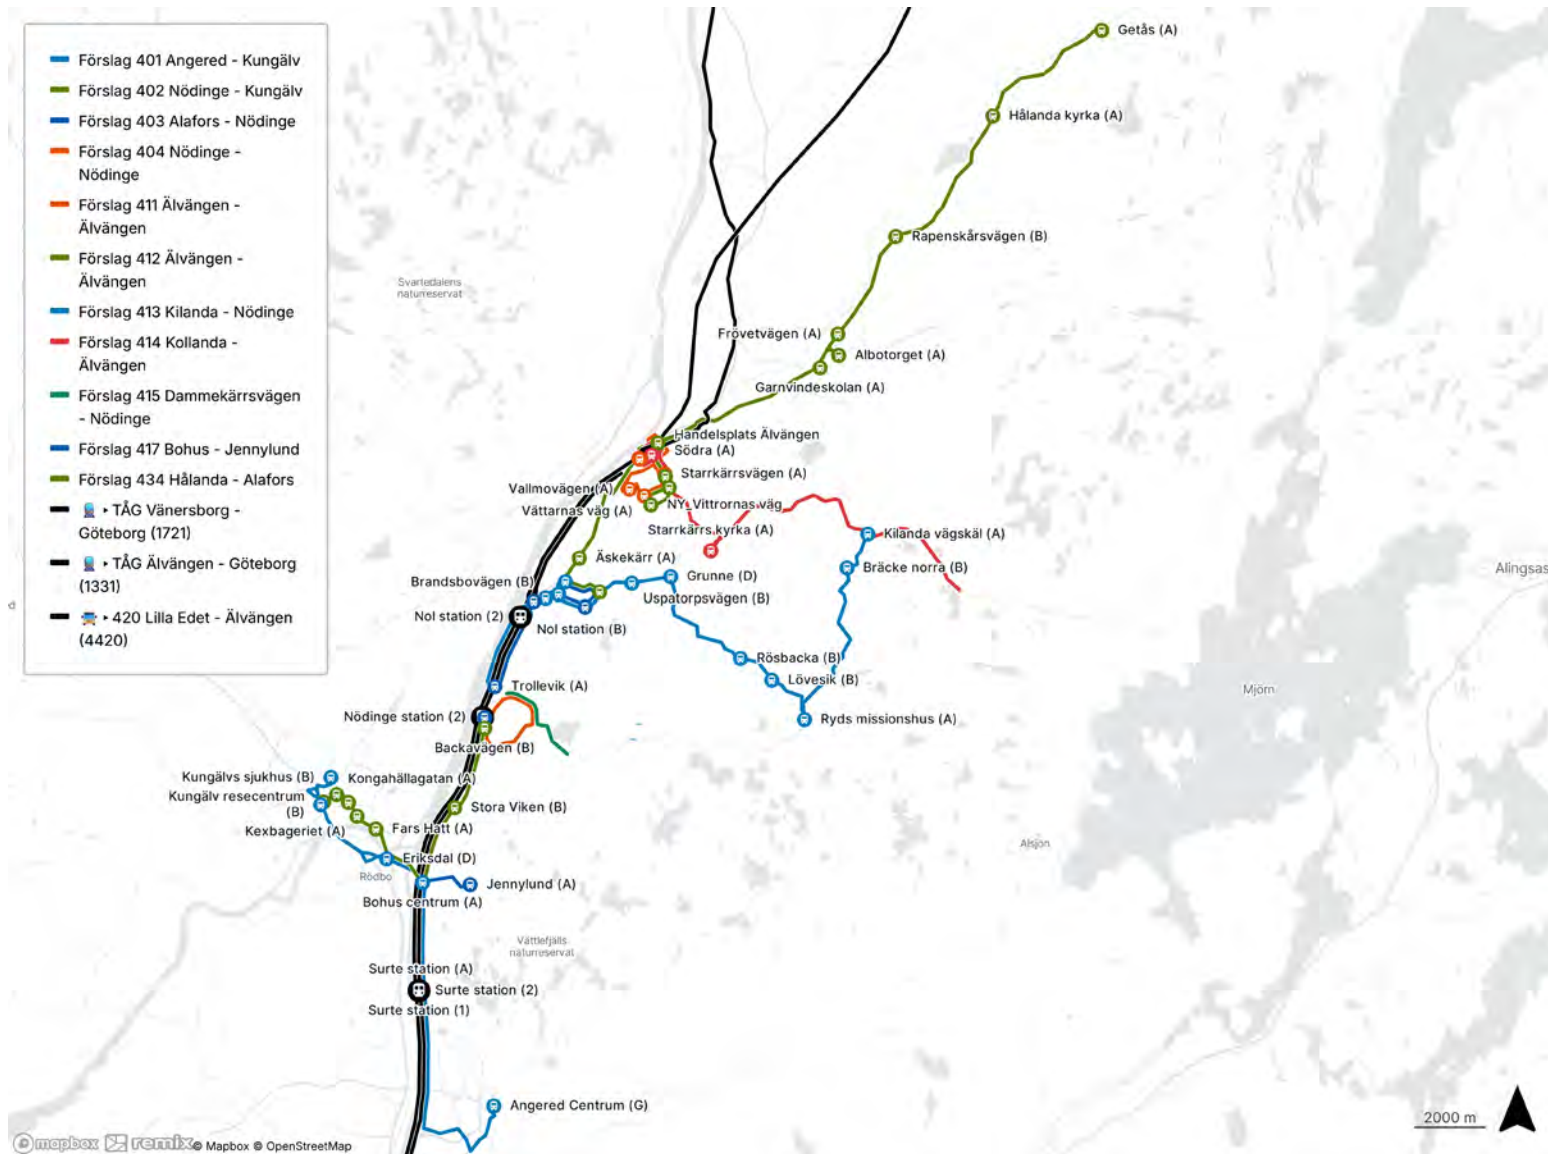 Förslag 401 Angered - Kungälv
Förslag 402 Nödinge - Kungälv
Förslag 403 Alafors - Nödinge
Förslag 404 Nödinge -
Nödinge
Förslag 411 Älvängen -
Älvängen
Förslag 412 Älvängen -
Älvängen
Förslag 413 Kilanda - Nödinge
Förslag 414 Kollanda -
Älvängen
Förslag 415 Dammekärrsvägen
- Nödinge
Förslag 417 Bohus - Jennylund
Förslag 434 Hålanda - Alafors
TÅG Vänersborg -
Göteborg (1721)
TÅG Älvängen - Göteborg
(1331)
420 Lilla Edet - Älvängen
(4420)
Getås (A)
Hålanda kyrka (A)
Rapenskårsvägen (B)
Svartedalens
naturreservat
Frövetvägen (A)
Albotorget (A)
Garnvindeskolan (A)
Handelsplats Älvängen
Södra (A)
Starrkärrsvägen (A)
Vallmovägen (A)
NY_Vittrornas väg
Vättarnas väg (A)
Starrkärrs kyrka (A)
Kilanda vägskäl (A)
Äskekärr (A)
Bräcke norra (B)
Alingsås
Brandsbovägen (B)
Grunne (D)
Uspatorpsvägen (B)
Nol station (2)
Nol station (B)
Rösbacka (B)
Lövesik (B)
Trollevik (A)
Mjörn
Nödinge station (2)
Ryds missionshus (A)
Backavägen (B)
Kungälvs sjukhus (B)
Kongahällagatan (A)
Kungälv resecentrum
(B)
Stora Viken (B)
Kexbageriet (A)
Fars Hatt (A)
Alsjön
Eriksdal (D)
Rödbo
Jennylund (A)
Bohus centrum (A)
Vättlefjälls
naturreservat
Surte station (A)
Surte station (2)
Surte station (1)
Angered Centrum (G)
2000 m
mapbox remix © Mapbox © OpenStreetMap